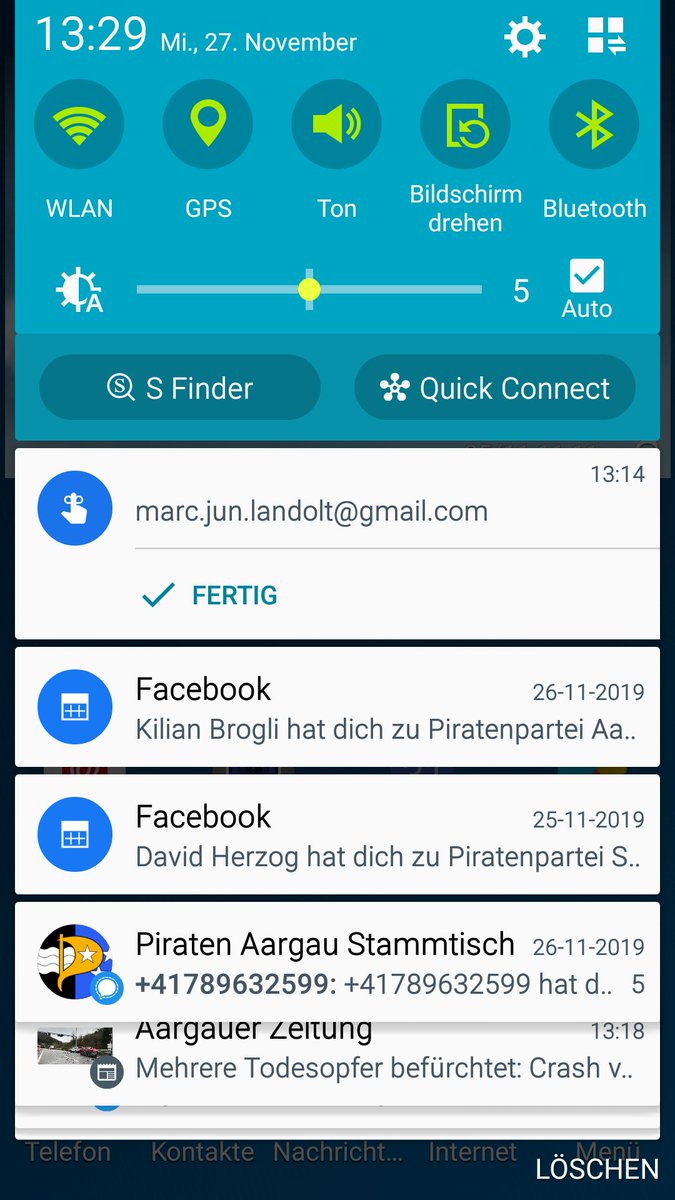 13:29 Mi., 27. November
WLAN
GPS
Ton
Bildschirm
drehen
Bluetooth
A
5
Auto
S Finder
Quick Connect
13:14
marc.jun.landolt@gmail.com
FERTIG
Facebook 26-11-2019
Kilian Brogli hat dich zu Piratenpartei Aa..
Facebook 25-11-2019
David Herzog hat dich zu Piratenpartei S..
Piraten Aargau Stammtisch 26-11-2019
+41789632599: +41789632599 hat d.. 5
Aargauer Zeitung 13:18
Mehrere Todesopfer befürchtet: Crash v..
Telefon Kontakte Nachricht... Internet Menü
LÖSCHEN